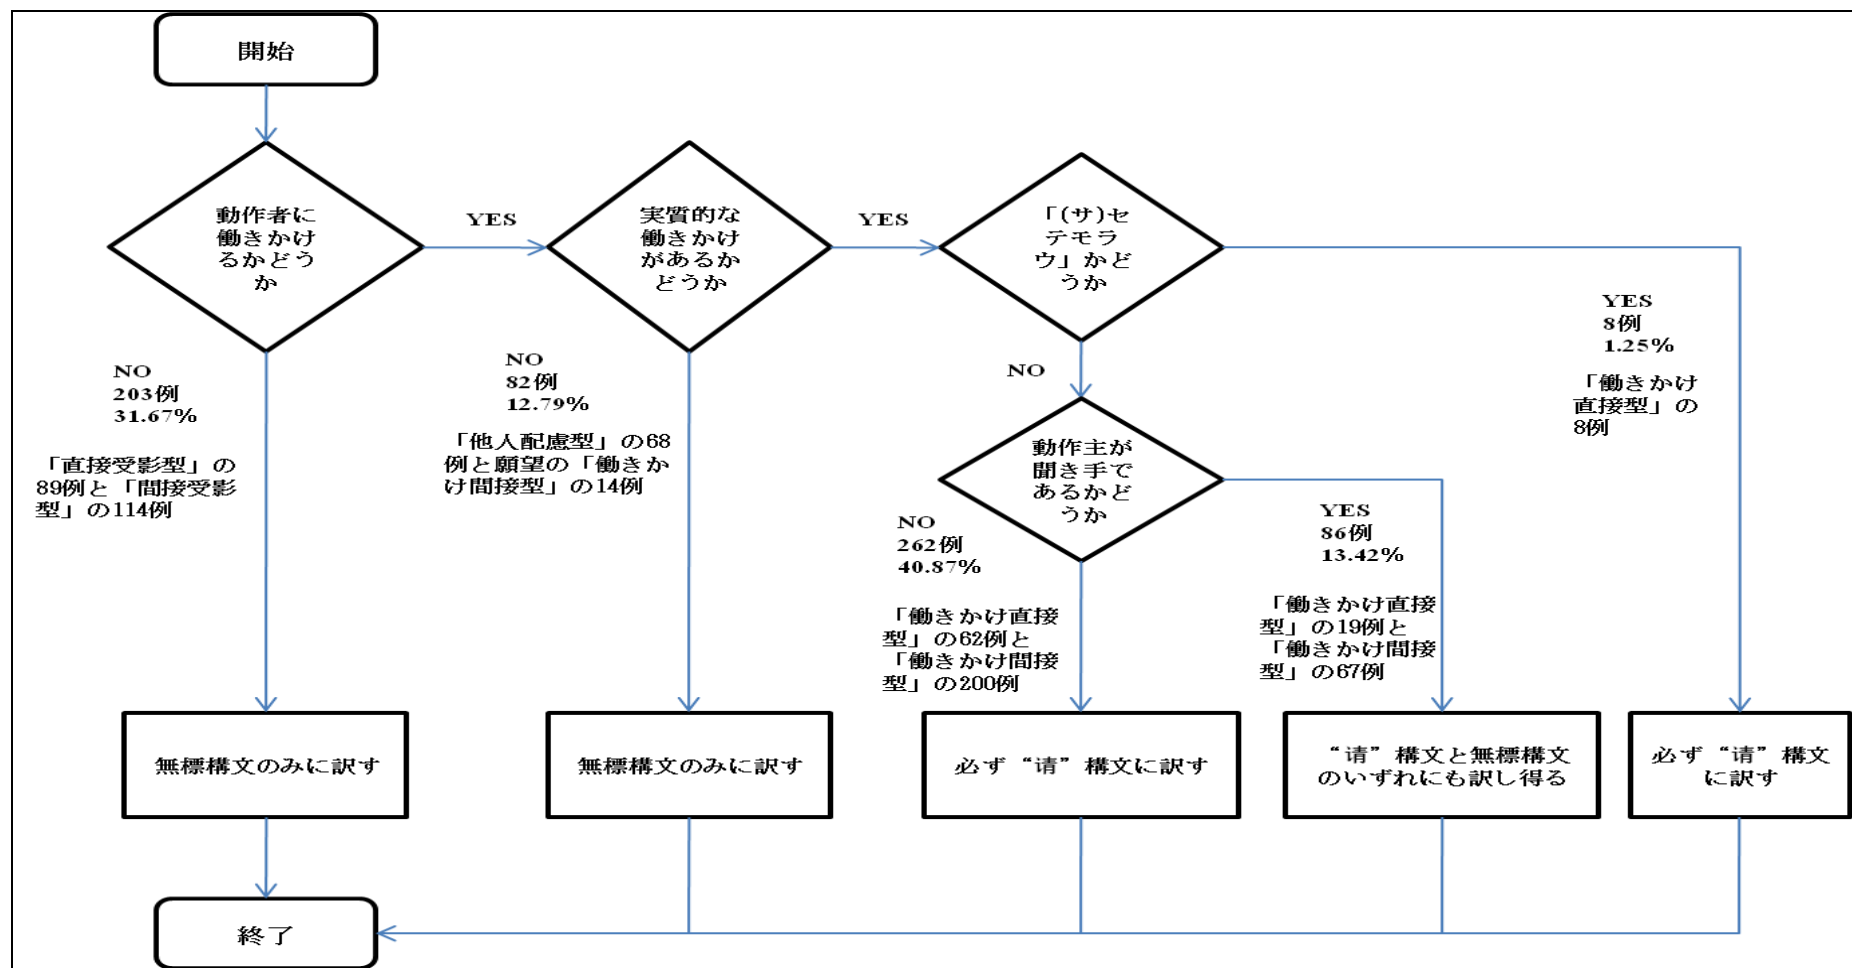 開始
動作者に
働きかけ
るかどう
か
YES
実質的な
働きかけ
があるか
どうか
YES
「(サ)セ
テモラ
ウ」かど
うか
YES
8例
1.25%
「働きかけ
直接型」の
8例
NO
203例
31.67%
「直接受影型」の
89例と「間接受影
型」の114例
NO
82例
12.79%
「他人配慮型」の68
例と願望の「働きか
け間接型」の14例
NO
動作主が
聞き手で
あるかど
うか
NO
262例
40.87%
「働きかけ直接
型」の62例と
「働きかけ間接
型」の200例
YES
86例
13.42%
「働きかけ直接
型」の19例と
「働きかけ間接
型」の67例
無標構文のみに訳す
無標構文のみに訳す
必ず“请”構文に訳す
“请”構文と無標構文
のいずれにも訳し得る
必ず“请”構文
に訳す
終了